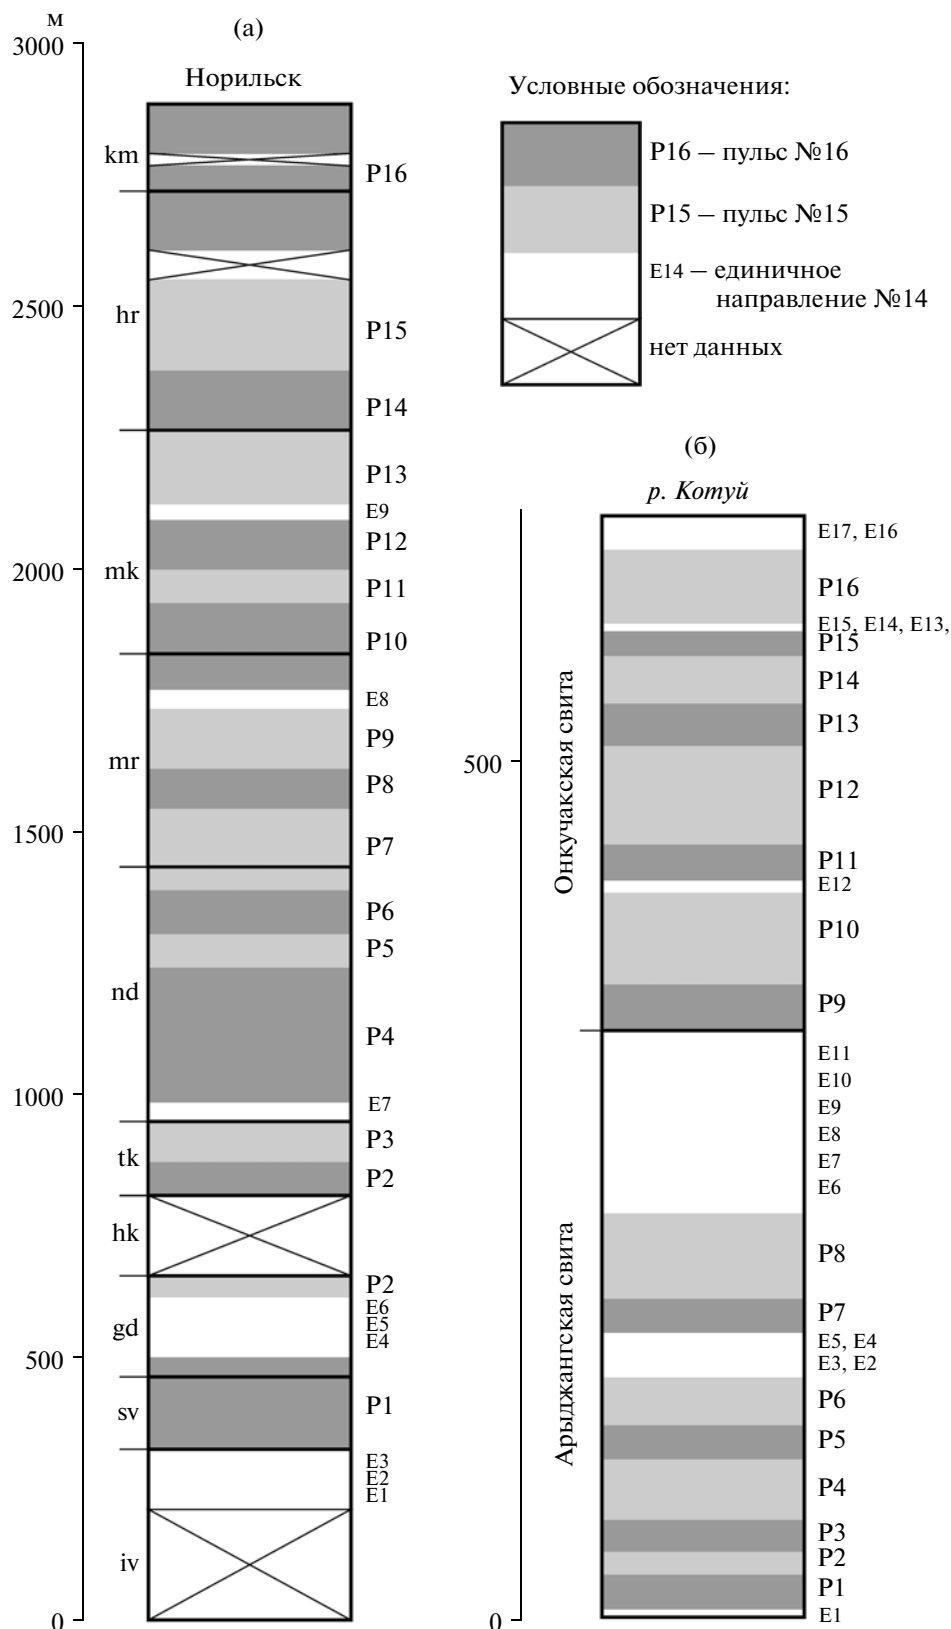 (а)
Норильск
м
3000
2500
2000
1500
1000
500
0
km
hr
mk
mr
nd
tk
hk
gd
sv
iv
P16
P15
P14
P13
E9
P12
P11
P10
E8
P9
P8
P7
P6
P5
P4
E7
P3
P2
P2
E6
E5
E4
P1
E3
E2
E1
Условные обозначения:
P16 – пульс №16
P15 – пульс №15
E14 – единичное
направление №14
нет данных
(б)
р. Котуй
500
0
Онкучакская свита
Арыджангская свита
E17, E16
P16
E15, E14, E13,
P15
P14
P13
P12
P11
E12
P10
P9
E11
E10
E9
E8
E7
E6
P8
P7
E5, E4
E3, E2
P6
P5
P4
P3
P2
P1
E1